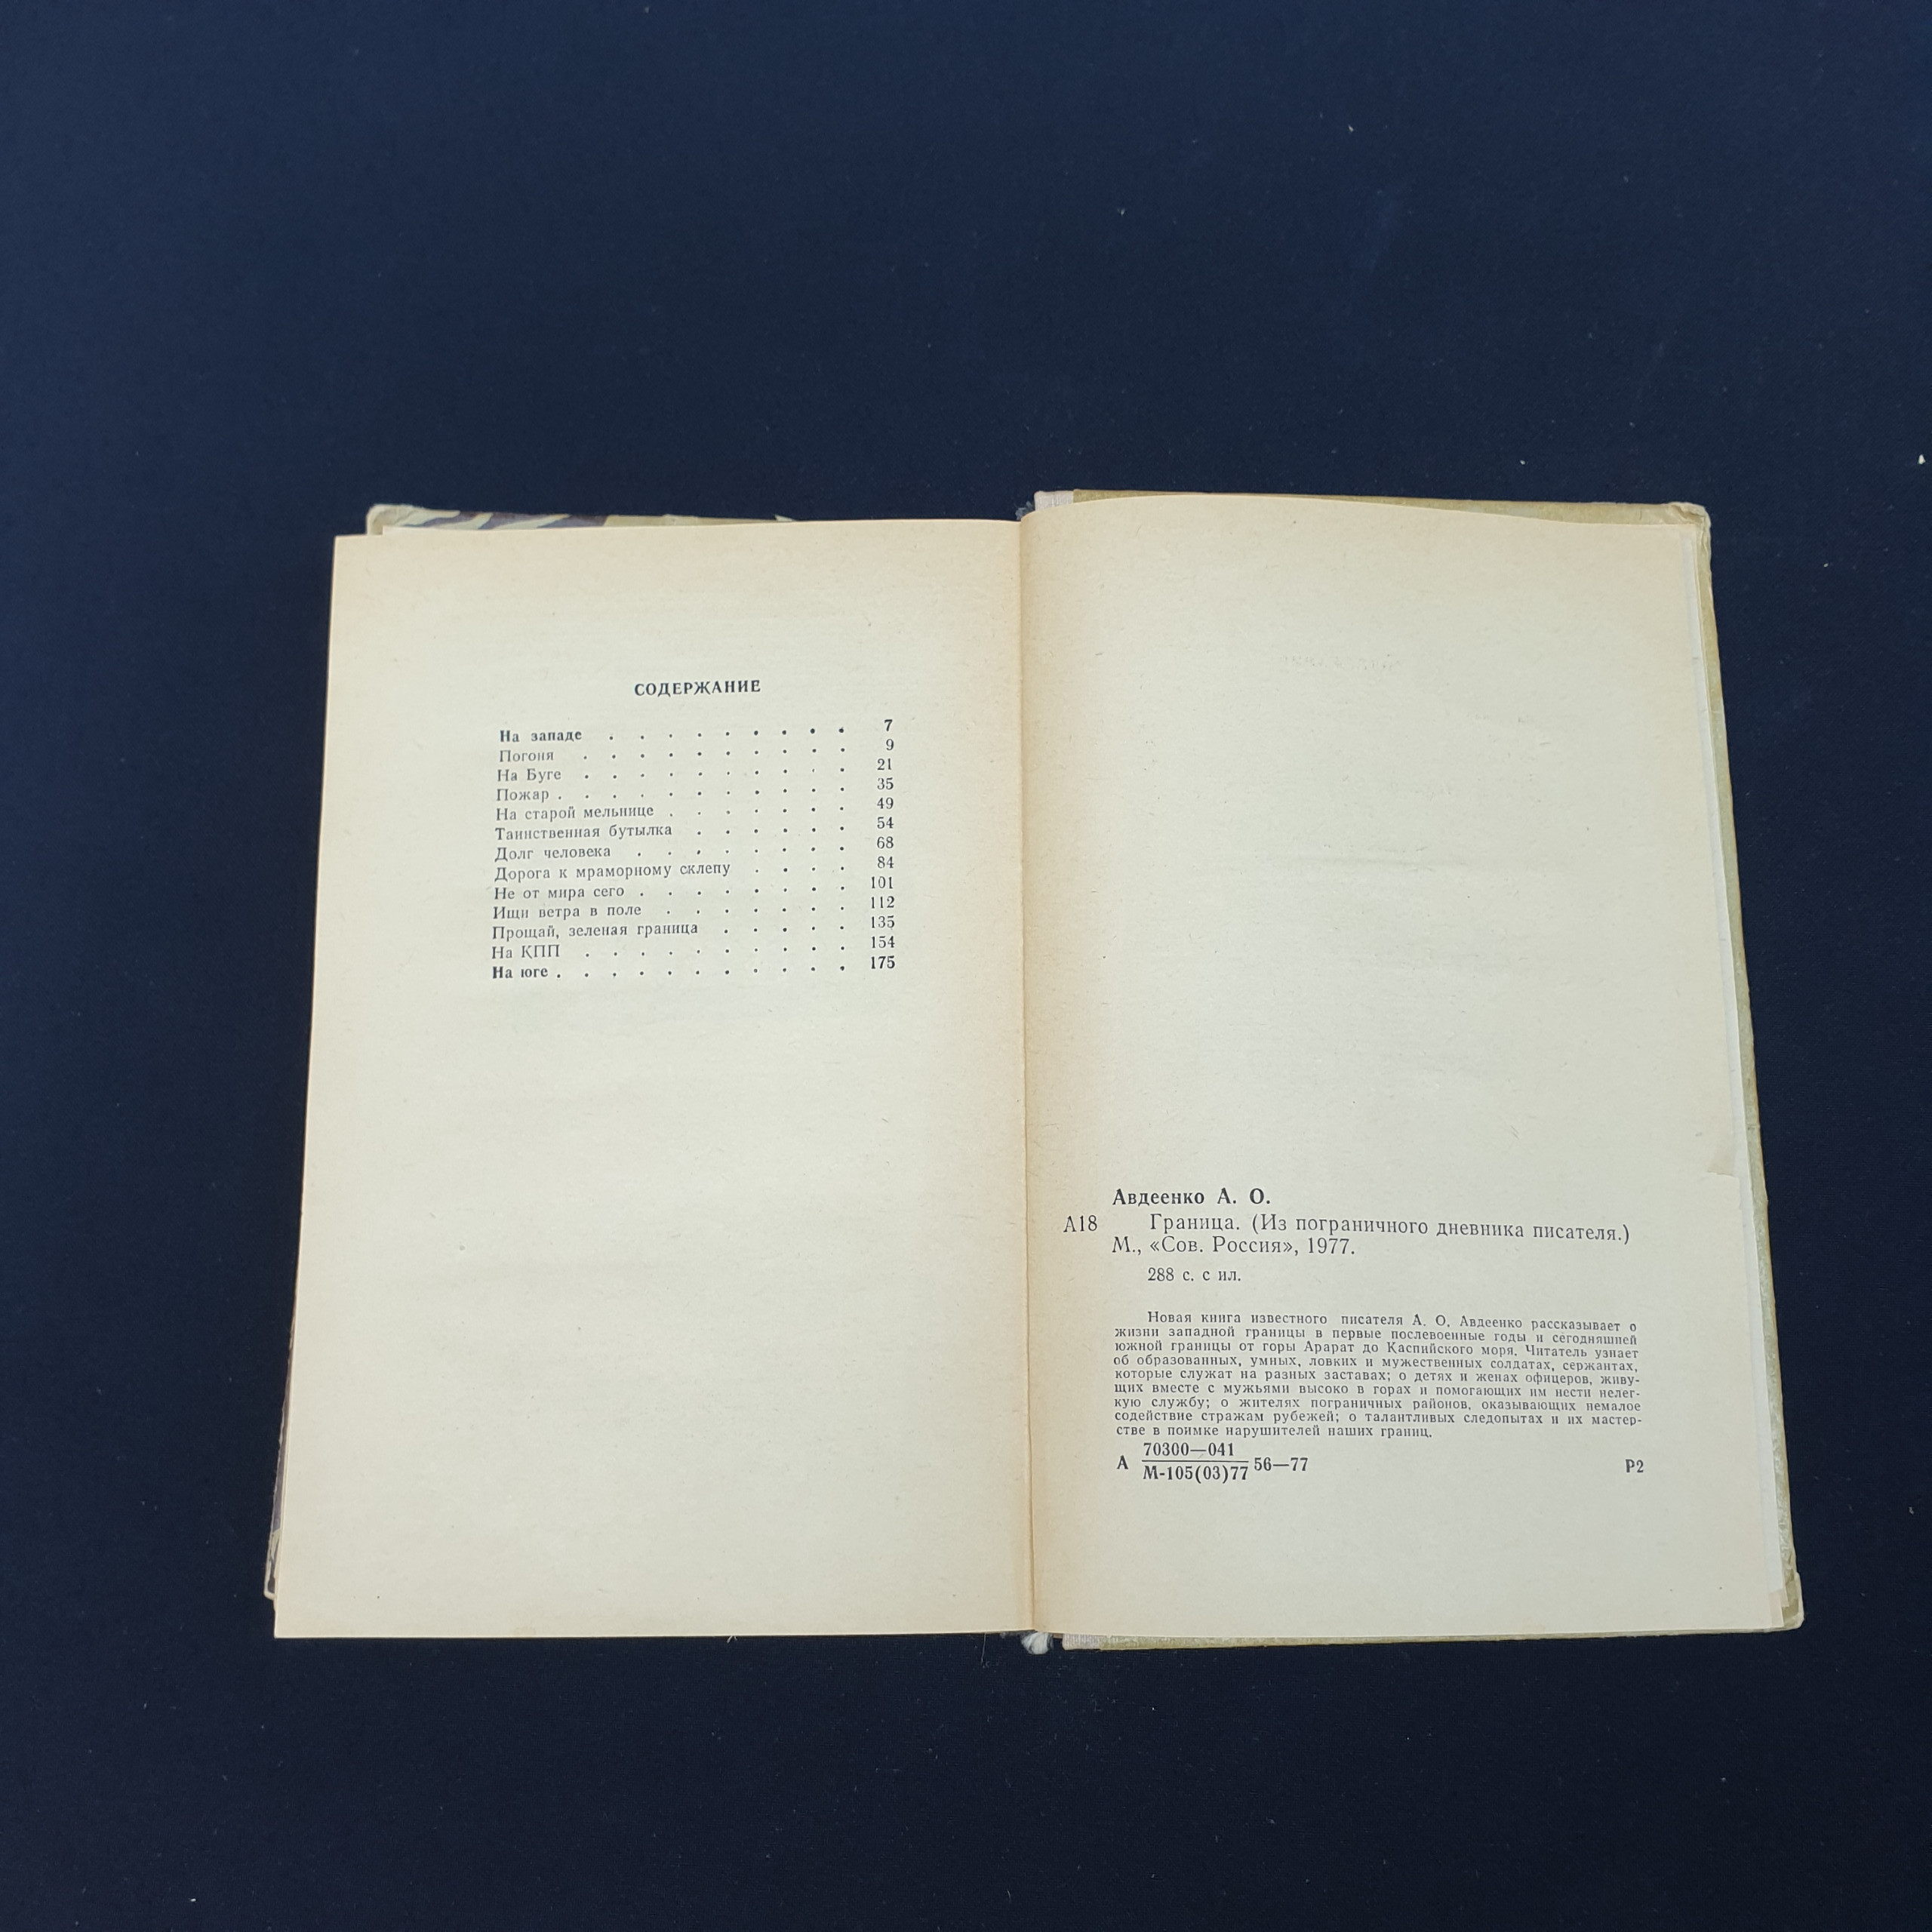 СОДЕРЖАНИЕ
На западе . . . . . . . . . 7
Погоня . . . . . . . . . . 9
На Буге . . . . . . . . . . 21
Пожар . . . . . . . . . . . 35
На старой мельнице . . . . . . . 49
Таинственная бутылка . . . . . . 54
Долг человека . . . . . . . . 68
Дорога к мраморному склепу . . . . 84
Не от мира сего . . . . . . . . 101
Ищи ветра в поле . . . . . . . 112
Прощай, зеленая граница . . . . . 135
На КПП . . . . . . . . . . 154
На юге . . . . . . . . . . . 175
Авдеенко А. О.
А18 Граница. (Из пограничного дневника писателя.)
М., «Сов. Россия», 1977.
288 с. с ил.
Новая книга известного писателя А. О. Авдеенко рассказывает о
жизни западной границы в первые послевоенные годы и сегодняшней
южной границы от горы Арарат до Каспийского моря. Читатель узнает
об образованных, умных, ловких и мужественных солдатах, сержантах,
которые служат на разных заставах; о детях и женах офицеров, живу-
щих вместе с мужьями высоко в горах и помогающих им нести нелег-
кую службу; о жителях пограничных районов, оказывающих немалое
содействие стражам рубежей; о талантливых следопытах и их мастер-
стве в поимке нарушителей наших границ.
70300—041
А М-105(03)77 56—77 Р2